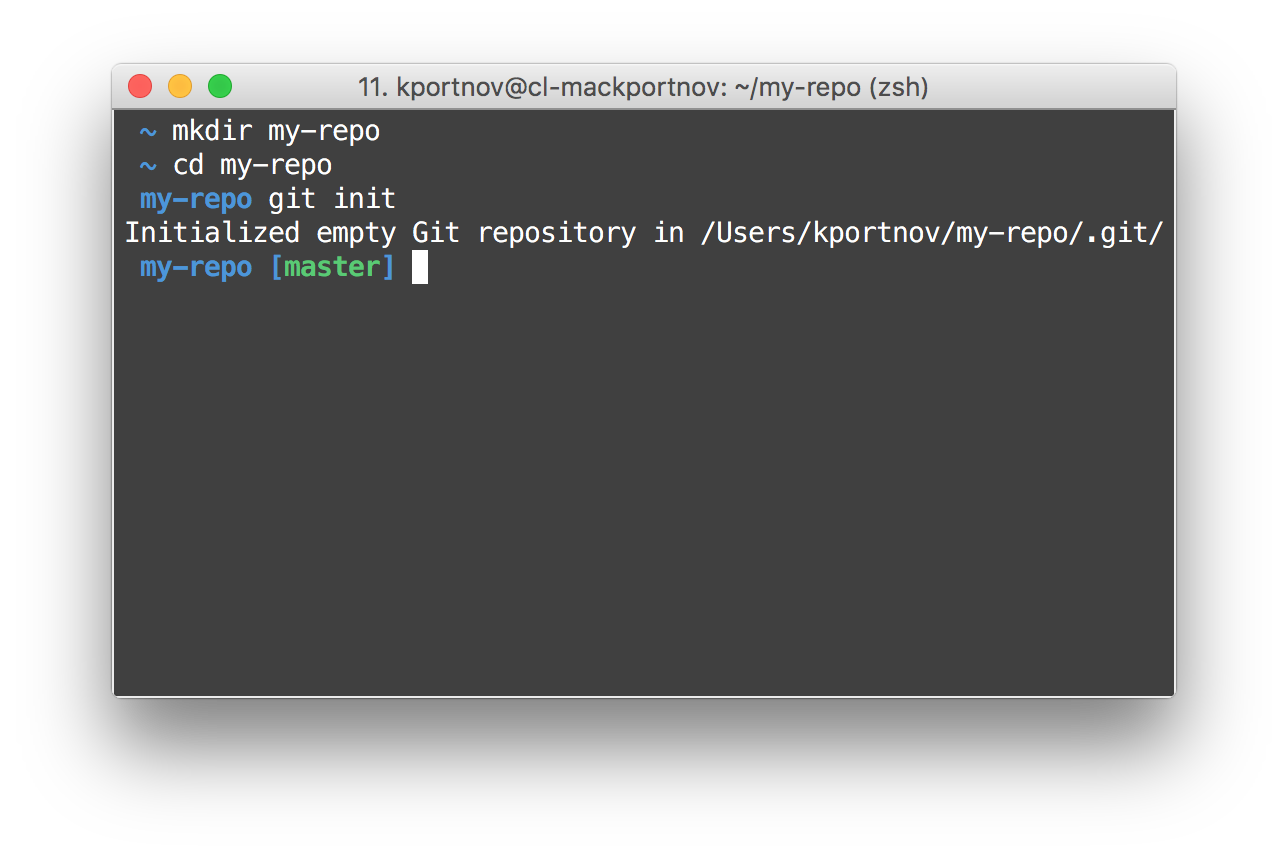 11. kportnov@cl-mackportnov: ~/my-repo (zsh)
~ mkdir my-repo
~ cd my-repo
my-repo git init
Initialized empty Git repository in /Users/kportnov/my-repo/.git/
my-repo [master]